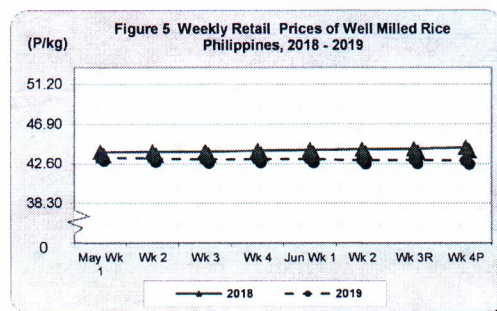 Figure 5 Weekly Retail Prices of Well Milled Rice
Philippines, 2018 - 2019
(P/kg)
51.20
46.90
42.60
38.30
0
May Wk 1
Wk 2
Wk 3
Wk 4
Jun Wk 1
Wk 2
Wk 3R
Wk 4P
2018
2019